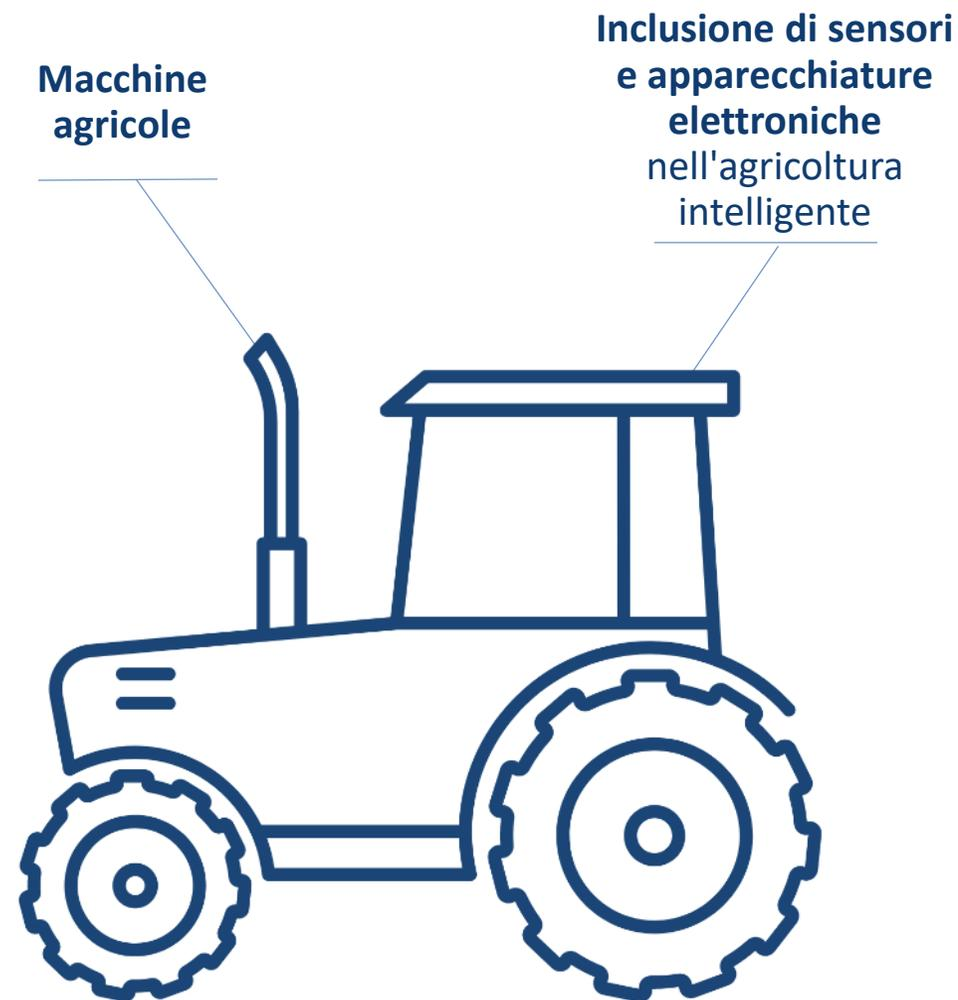 Macchine
agricole
Inclusione di sensori
e apparecchiature
elettroniche
nell'agricoltura
intelligente